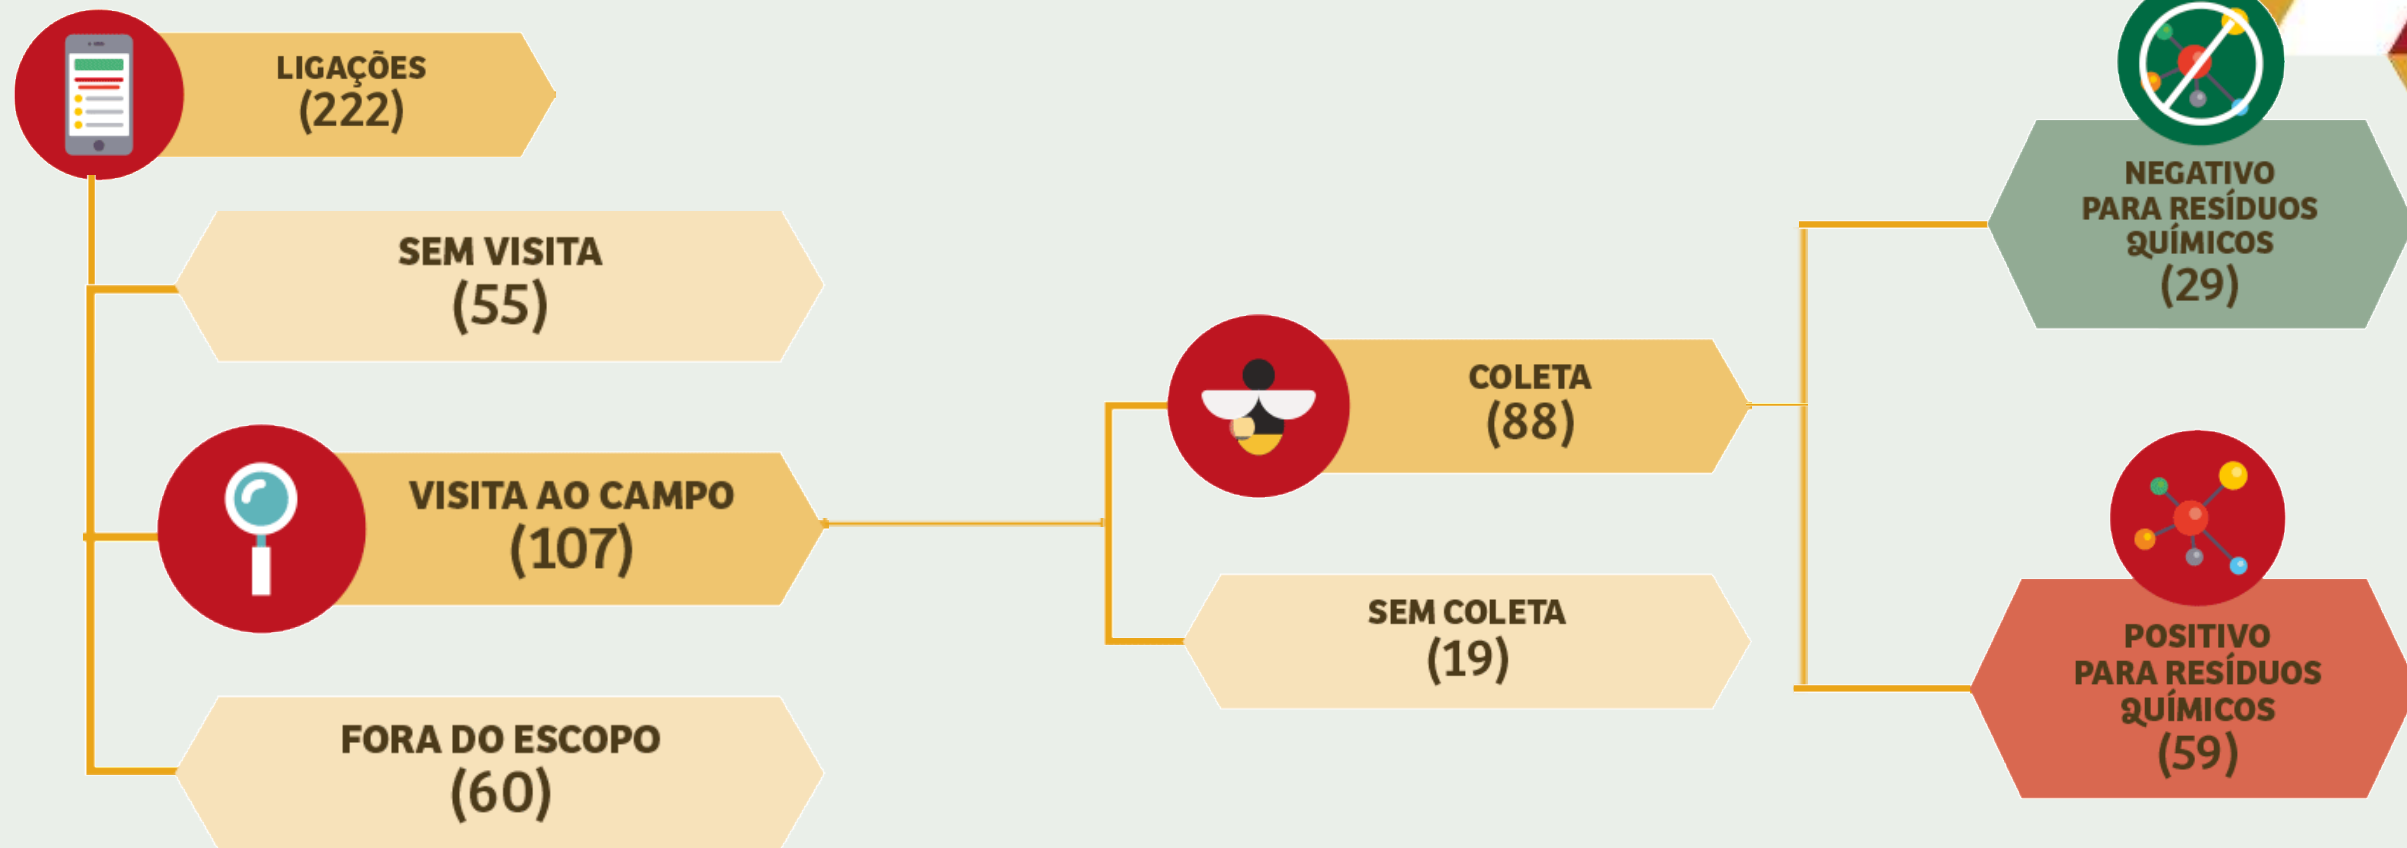 LIGAÇÕES
(222)
SEM VISITA
(55)
VISITA AO CAMPO
(107)
FORA DO ESCOPO
(60)
COLETA
(88)
SEM COLETA
(19)
NEGATIVO
PARA RESÍDUOS
QUÍMICOS
(29)
POSITIVO
PARA RESÍDUOS
QUÍMICOS
(59)